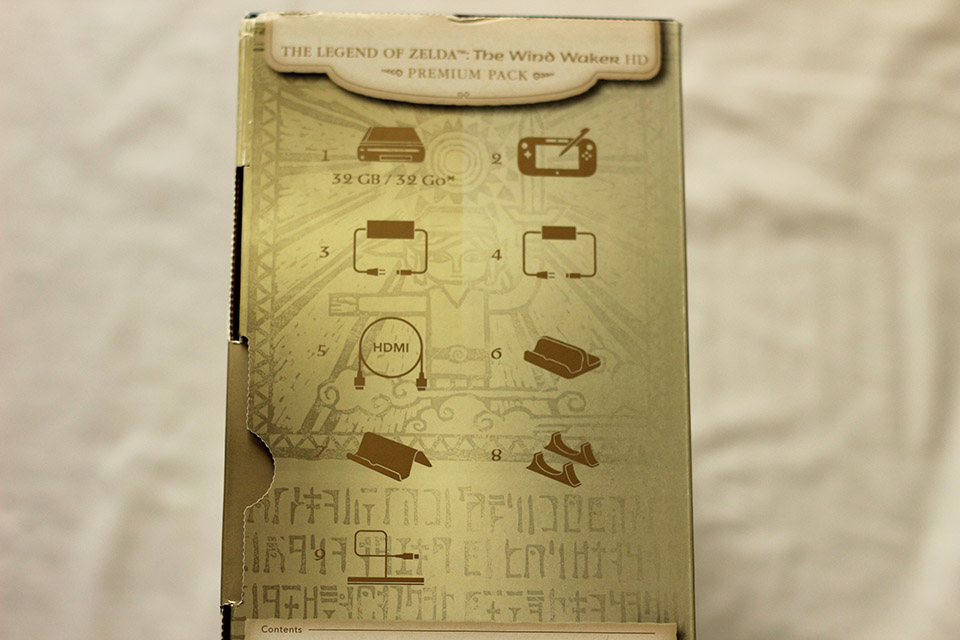 THE LEGEND OF ZELDA™: The Wind Waker HD
PREMIUM PACK
1
2
32 GB / 32 Go*
3
4
5
HDMI
6
7
8
9
Contents